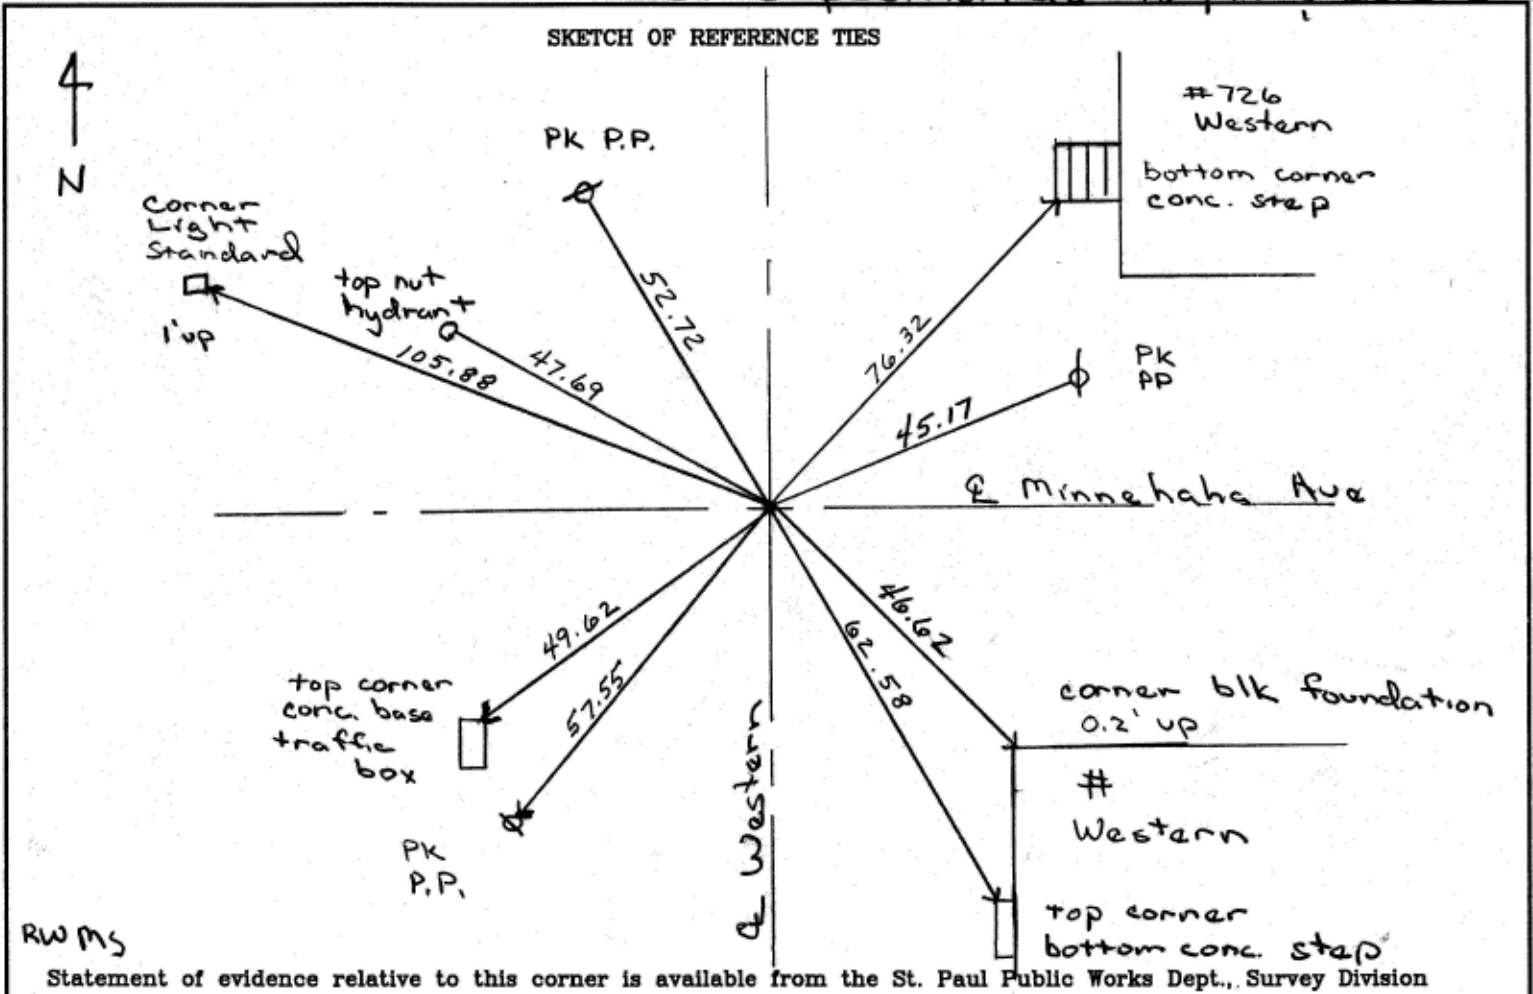 SKETCH OF REFERENCE TIES
N
PK P.P.
#726
Western
bottom corner
conc. step
corner
Light
Standard
1' up
top nut
hydrant
52.72
76.32
105.88
47.69
PK
PP
45.17
℄ Minnehaha Ave
49.62
57.55
46.62
62.58
top corner
conc. base
traffic
box
PK
P.P.
℄ Western
corner blk foundation
0.2' up
#
Western
top corner
bottom conc. step
RWMS
Statement of evidence relative to this corner is available from the St. Paul Public Works Dept., Survey Division